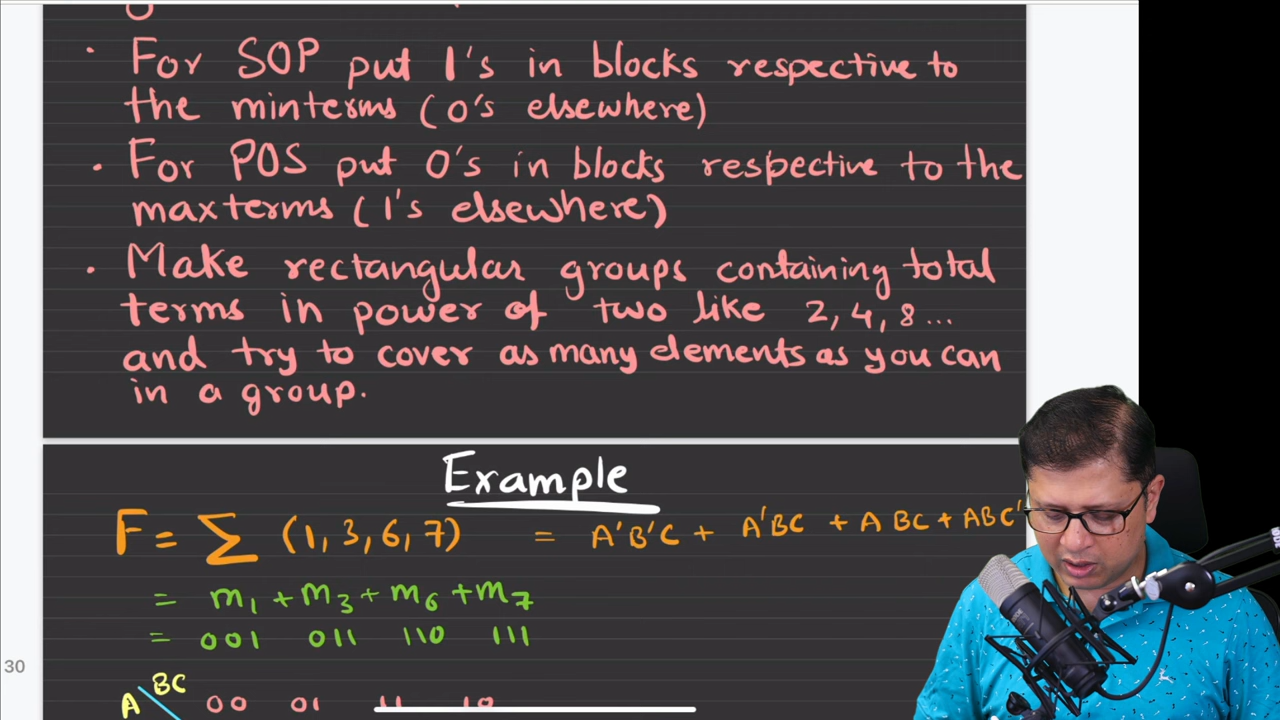 • For SOP put 1's in blocks respective to
the minterms (0's elsewhere)
• For POS put 0's in blocks respective to the
maxterms (1's elsewhere)
• Make rectangular groups containing total
terms in power of two like 2,4,8...
and try to cover as many elements as you can
in a group.
Example
F = ∑ (1,3,6,7) = A'B'C + A'BC + ABC + ABC'
= m₁ + m₃ + m₆ + m₇
= 001 011 110 111
30
A\BC 00 01 11 10